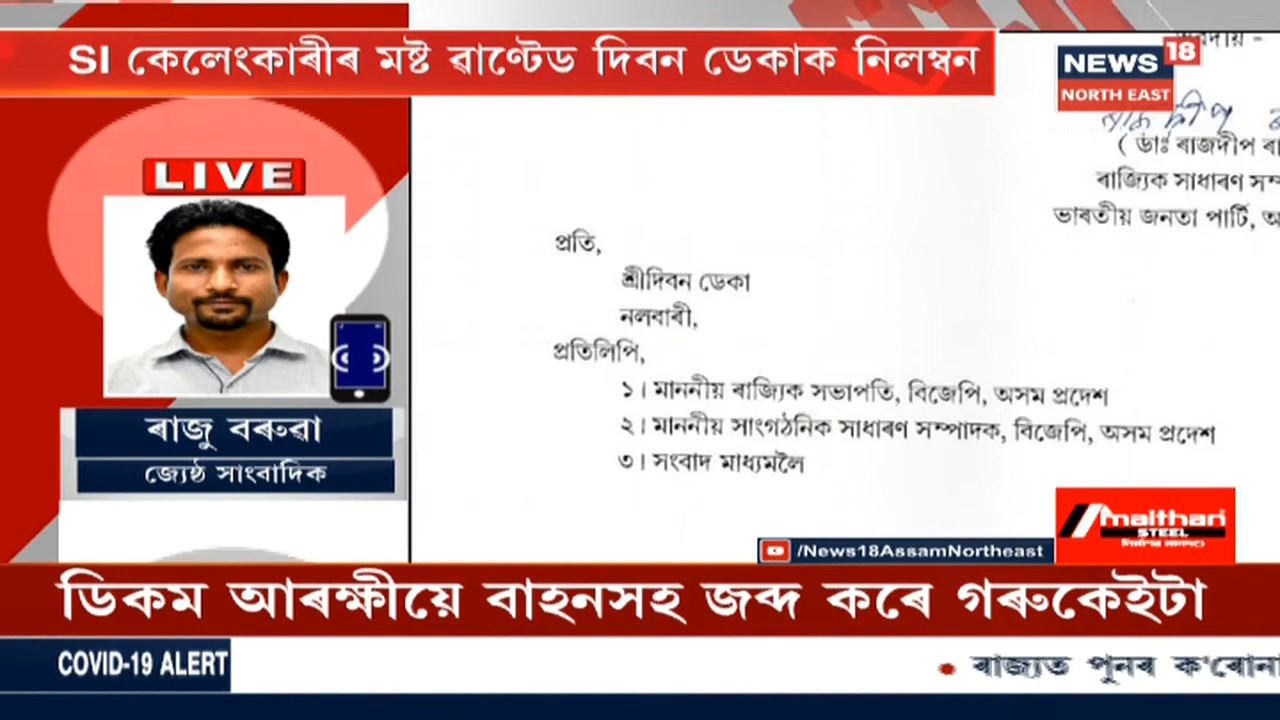 SI কেলেংকাৰীৰ মষ্ট ৱাণ্টেড দিবন ডেকাক নিলম্বন
NEWS 18
NORTH EAST
ৰাজদীপ
( ডাঃ ৰাজদীপ ৰা
ৰাজ্যিক সাধাৰণ সম্প
ভাৰতীয় জনতা পাৰ্টি, অ
LIVE
প্ৰতি,
শ্ৰীদিবন ডেকা
নলবাৰী,
প্ৰতিলিপি,
১। মাননীয় ৰাজ্যিক সভাপতি, বিজেপি, অসম প্ৰদেশ
২। মাননীয় সাংগঠনিক সাধাৰণ সম্পাদক, বিজেপি, অসম প্ৰদেশ
৩। সংবাদ মাধ্যমলৈ
ৰাজু বৰুৱা
জ্যেষ্ঠ সাংবাদিক
maithan
STEEL
/News18AssamNortheast
ডিকম আৰক্ষীয়ে বাহনসহ জব্দ কৰে গৰুকেইটা
COVID-19 ALERT
• ৰাজ্যত পুনৰ ক'ৰোনা